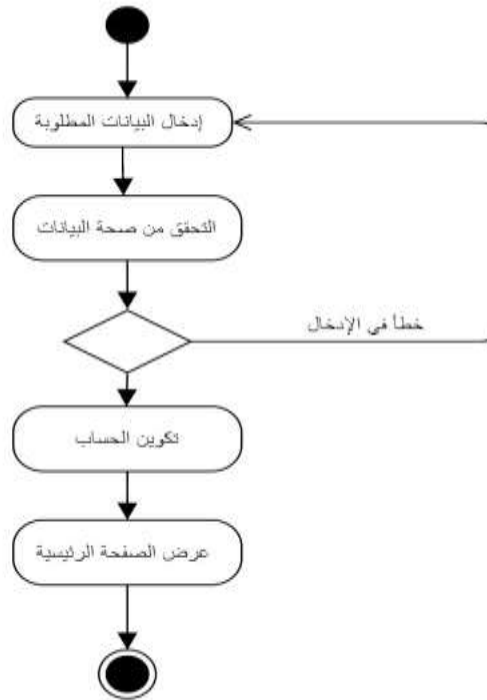 إدخال البيانات المطلوبة
التحقق من صحة البيانات
خطأ في الإدخال
تكوين الحساب
عرض الصفحة الرئيسية